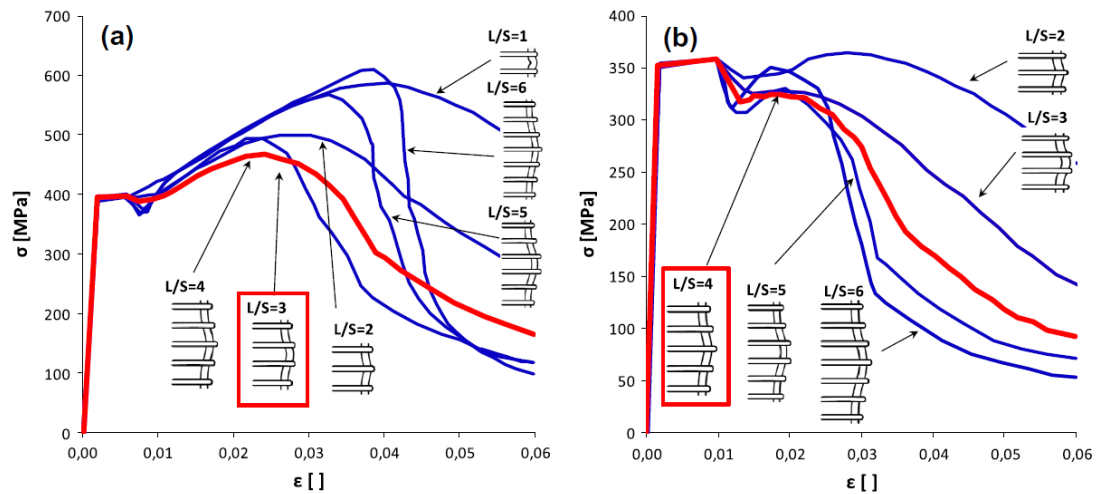 (a)
σ [MPa]
700
600
500
400
300
200
100
0
0,00 0,01 0,02 0,03 0,04 0,05 0,06
ε [ ]
L/S=1
L/S=6
L/S=5
L/S=4
L/S=3
L/S=2
(b)
σ [MPa]
400
350
300
250
200
150
100
50
0
0,00 0,01 0,02 0,03 0,04 0,05 0,06
ε [ ]
L/S=2
L/S=3
L/S=4
L/S=5
L/S=6